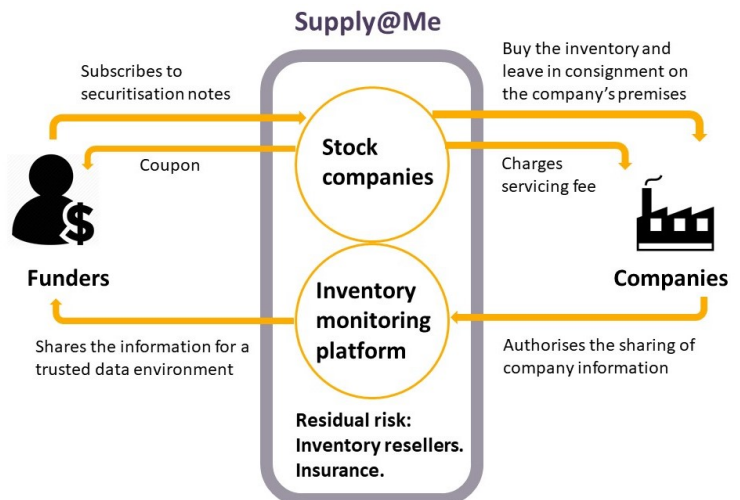 Supply@Me
Subscribes to
securitisation notes
Buy the inventory and
leave in consignment on
the company's premises
Coupon
Stock
companies
Charges
servicing fee
$
Funders
Companies
Inventory
monitoring
platform
Shares the information for a
trusted data environment
Authorises the sharing of
company information
Residual risk:
Inventory resellers.
Insurance.